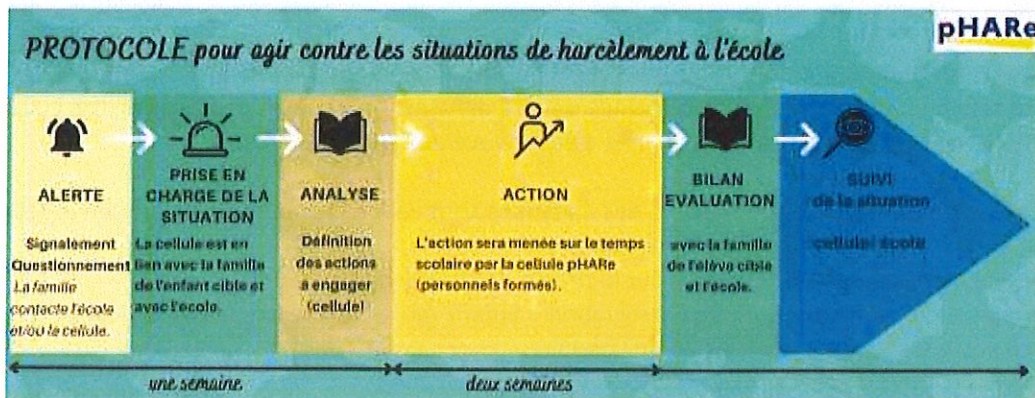 PROTOCOLE pour agir contre les situations de harcèlement à l'école
pHARe
ALERTE
Signalement
Questionnement
La famille
contacte l'école
et/ou la cellule.
PRISE EN
CHARGE DE LA
SITUATION
La cellule est en
lien avec la famille
de l'enfant cible et
avec l'école.
ANALYSE
Définition
des actions
à engager
(cellule)
ACTION
L'action sera menée sur le temps
scolaire par la cellule pHARe
(personnels formés).
BILAN
EVALUATION
avec la famille
de l'élève cible
et l'école.
SUIVI
de la situation
cellule/ école
une semaine
deux semaines